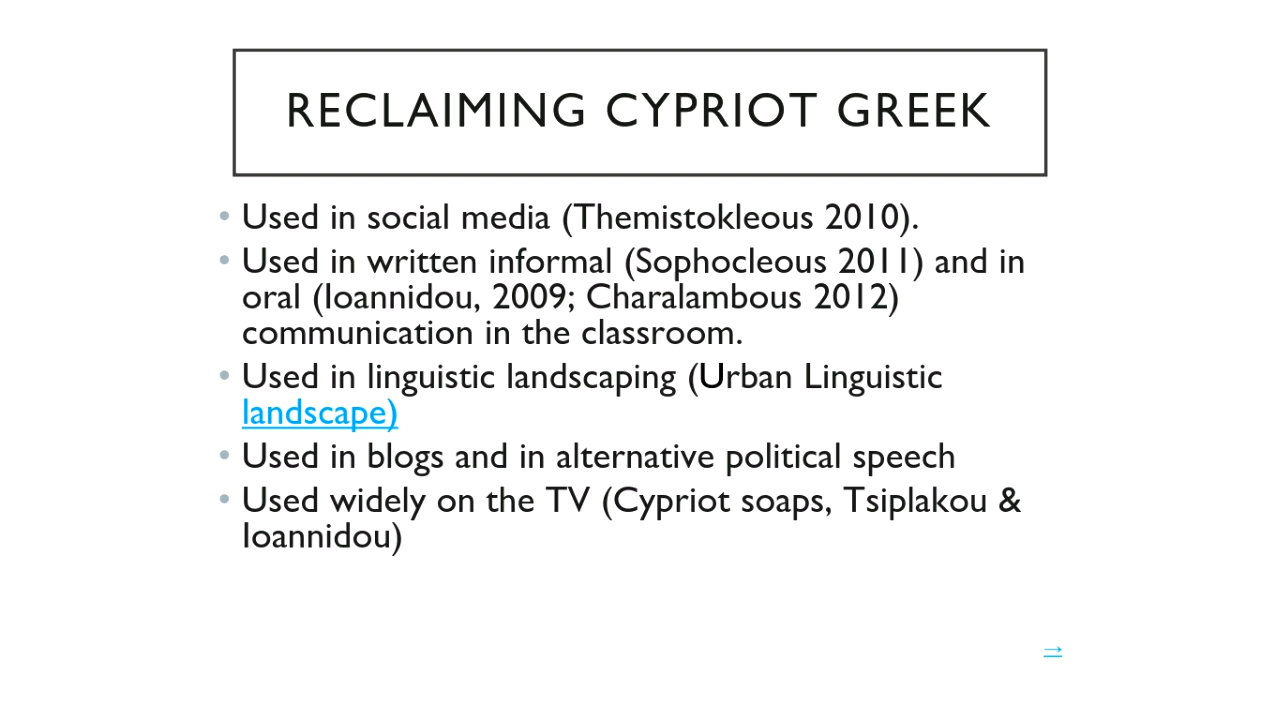 RECLAIMING CYPRIOT GREEK
• Used in social media (Themistokleous 2010).
• Used in written informal (Sophocleous 2011) and in
oral (Ioannidou, 2009; Charalambous 2012)
communication in the classroom.
• Used in linguistic landscaping (Urban Linguistic
landscape)
• Used in blogs and in alternative political speech
• Used widely on the TV (Cypriot soaps, Tsiplakou &
Ioannidou)
→